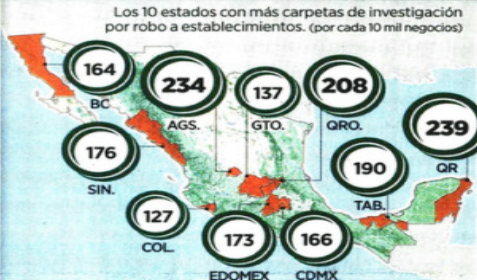 Los 10 estados con más carpetas de investigación
por robo a establecimientos. (por cada 10 mil negocios)
164
BC
234
AGS.
137
GTO.
208
QRO.
239
QR
176
SIN.
190
TAB.
127
COL.
173
EDOMEX
166
CDMX